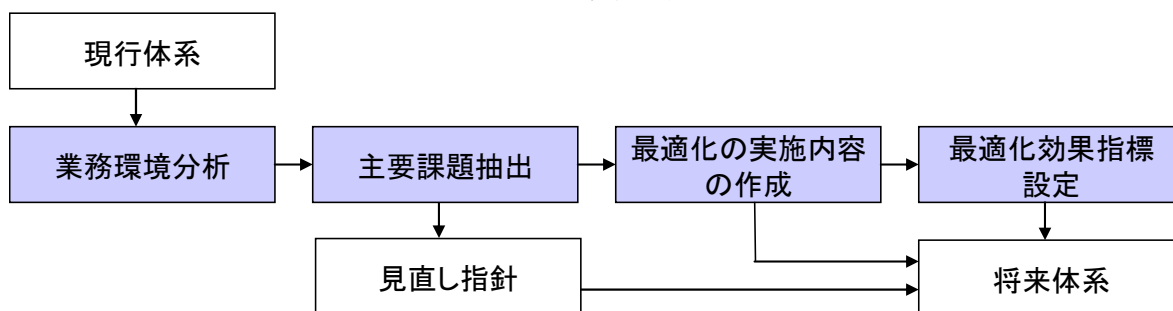 現行体系
業務環境分析
主要課題抽出
最適化の実施内容
の作成
最適化効果指標
設定
見直し指針
将来体系